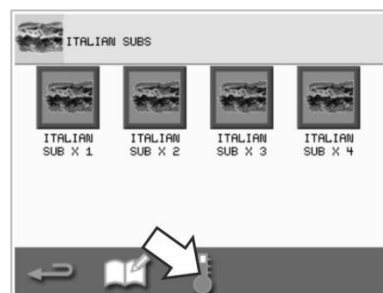 ITALIAN SUBS
ITALIAN SUB X 1
ITALIAN SUB X 2
ITALIAN SUB X 3
ITALIAN SUB X 4